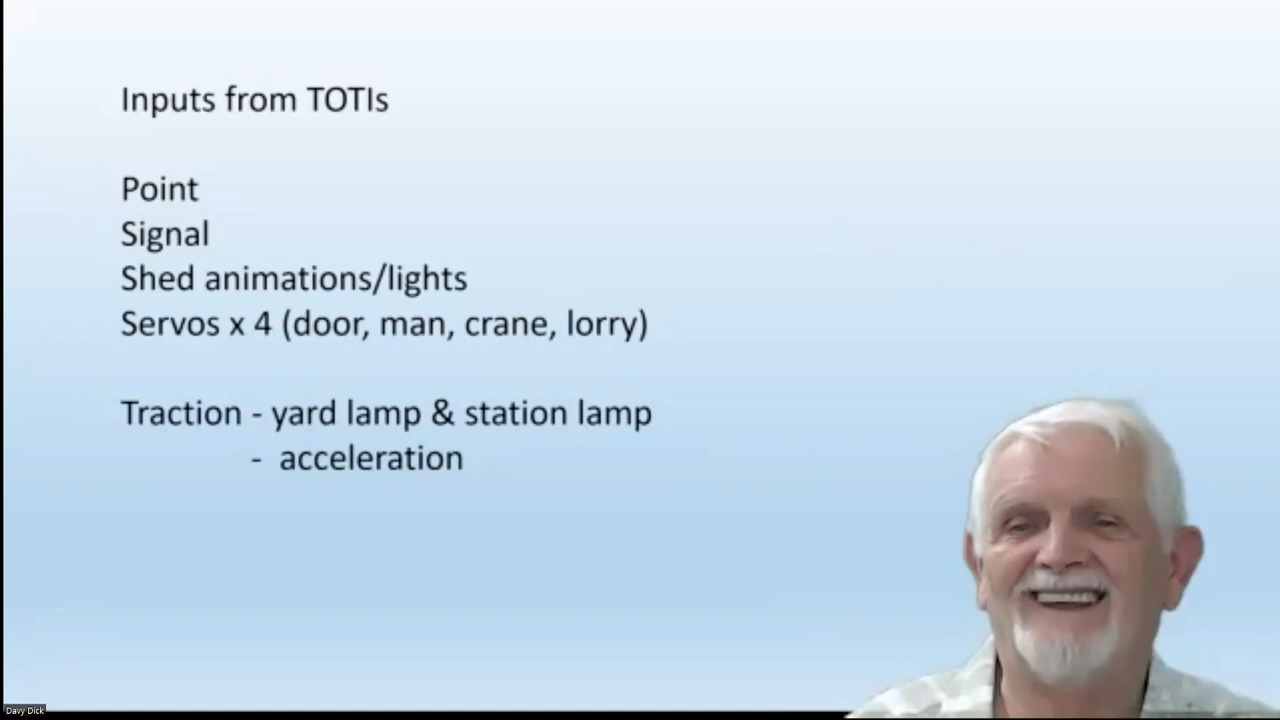 Inputs from TOTIs
Point
Signal
Shed animations/lights
Servos x 4 (door, man, crane, lorry)
Traction - yard lamp & station lamp
- acceleration
Davy Dick